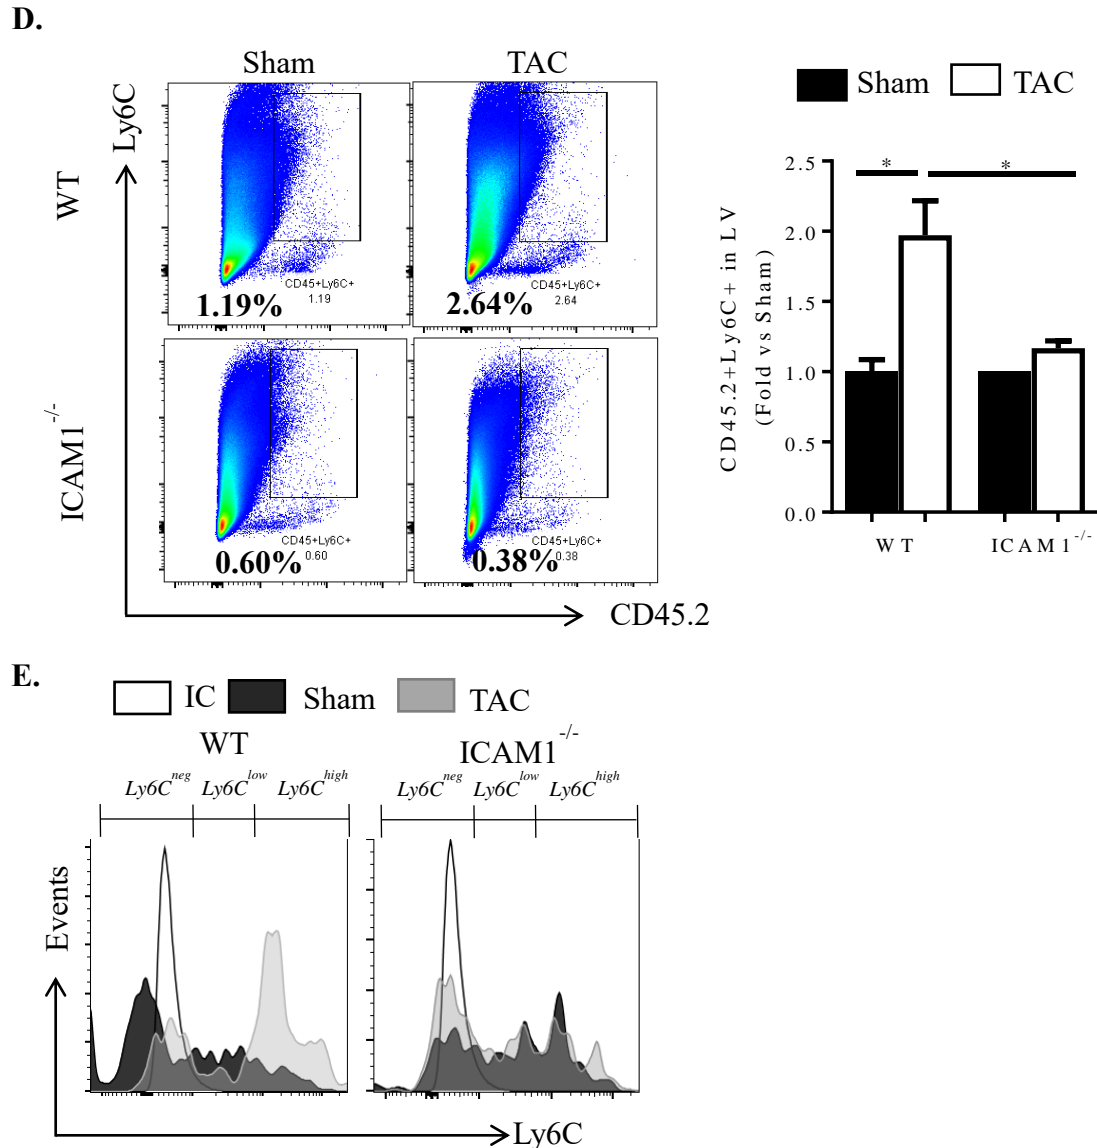 D.
Sham
TAC
Sham
TAC
Ly6C
WT
CD45+Ly6C+
1.19
1.19%
CD45+Ly6C+
2.64
2.64%
ICAM1-/-
CD45+Ly6C+
0.60
0.60%
CD45+Ly6C+
0.38
0.38%
CD45.2
CD45.2+Ly6C+ in LV
(Fold vs Sham)
2.5
2.0
1.5
1.0
0.5
0.0
*
*
WT
ICAM1-/-
E.
IC
Sham
TAC
WT
ICAM1-/-
Ly6Cneg
Ly6Clow
Ly6Chigh
Ly6Cneg
Ly6Clow
Ly6Chigh
Events
Ly6C